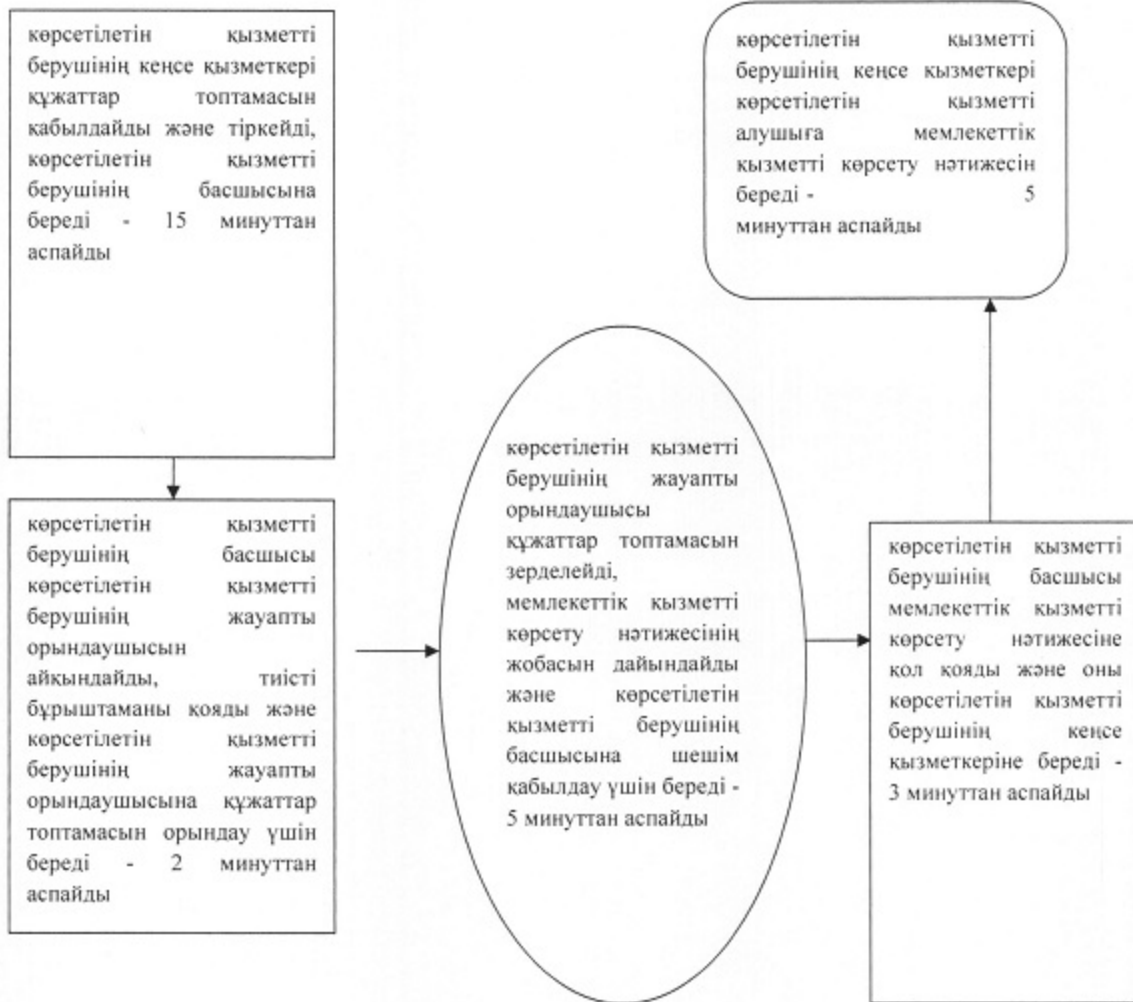 көрсетілетін қызметті
берушінің кеңсе қызметкері
құжаттар топтамасын
қабылдайды және тіркейді,
көрсетілетін қызметті
берушінің басшысына
береді - 15 минуттан
аспайды
көрсетілетін қызметті
берушінің басшысы
көрсетілетін қызметті
берушінің жауапты
орындаушысын
айқындайды, тиісті
бұрыштаманы қояды және
көрсетілетін қызметті
берушінің жауапты
орындаушысына құжаттар
топтамасын орындау үшін
береді - 2 минуттан
аспайды
көрсетілетін қызметті
берушінің жауапты
орындаушысы
құжаттар топтамасын
зерделейді,
мемлекеттік қызметті
көрсету нәтижесінің
жобасын дайындайды
және көрсетілетін
қызметті берушінің
басшысына шешім
қабылдау үшін береді -
5 минуттан аспайды
көрсетілетін қызметті
берушінің басшысы
мемлекеттік қызметті
көрсету нәтижесіне
қол қояды және оны
көрсетілетін қызметті
берушінің кеңсе
қызметкеріне береді -
3 минуттан аспайды
көрсетілетін қызметті
берушінің кеңсе қызметкері
көрсетілетін қызметті
алушыға мемлекеттік
қызметті көрсету нәтижесін
береді - 5
минуттан аспайды